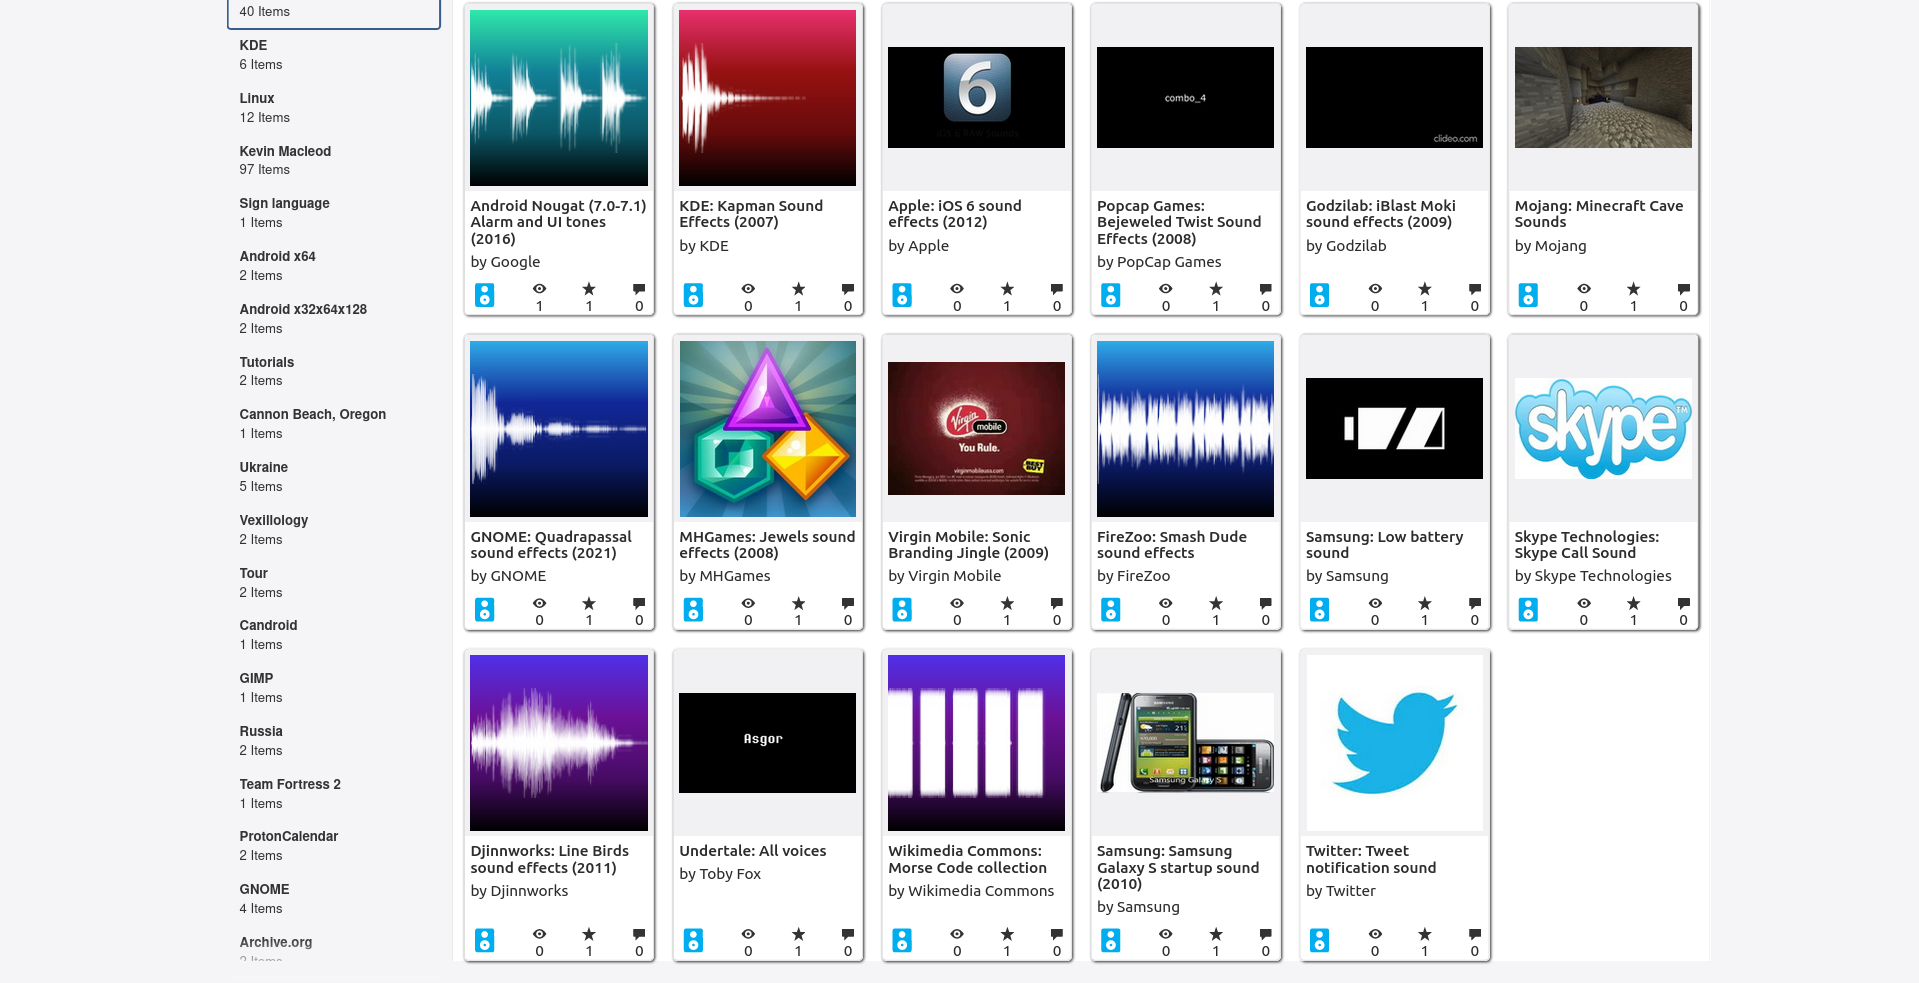 40 Items
KDE
6 Items
Linux
12 Items
Kevin Macleod
97 Items
Sign language
1 Items
Android x64
2 Items
Android x32x64x128
2 Items
Tutorials
2 Items
Cannon Beach, Oregon
1 Items
Ukraine
5 Items
Vexillology
2 Items
Tour
2 Items
Candroid
1 Items
GIMP
1 Items
Russia
2 Items
Team Fortress 2
1 Items
ProtonCalendar
2 Items
GNOME
4 Items
Archive.org
Android Nougat (7.0-7.1)
Alarm and UI tones
(2016)
by Google
1 1 0
KDE: Kapman Sound
Effects (2007)
by KDE
0 1 0
6
iOS 6 RAW Sounds
Apple: iOS 6 sound
effects (2012)
by Apple
0 1 0
combo_4
Popcap Games:
Bejeweled Twist Sound
Effects (2008)
by PopCap Games
0 1 0
clideo.com
Godzilab: iBlast Moki
sound effects (2009)
by Godzilab
0 1 0
Mojang: Minecraft Cave
Sounds
by Mojang
0 1 0
GNOME: Quadrapassal
sound effects (2021)
by GNOME
0 1 0
MHGames: Jewels sound
effects (2008)
by MHGames
0 1 0
Virgin
mobile
You Rule.
virginmobileusa.com
BEST BUY
Virgin Mobile: Sonic
Branding Jingle (2009)
by Virgin Mobile
0 1 0
FireZoo: Smash Dude
sound effects
by FireZoo
0 1 0
Samsung: Low battery
sound
by Samsung
0 1 0
skype TM
Skype Technologies:
Skype Call Sound
by Skype Technologies
0 1 0
Djinnworks: Line Birds
sound effects (2011)
by Djinnworks
0 1 0
Asgor
Undertale: All voices
by Toby Fox
0 1 0
Wikimedia Commons:
Morse Code collection
by Wikimedia Commons
0 1 0
Samsung Galaxy S
Samsung: Samsung
Galaxy S startup sound
(2010)
by Samsung
0 1 0
Twitter: Tweet
notification sound
by Twitter
0 1 0